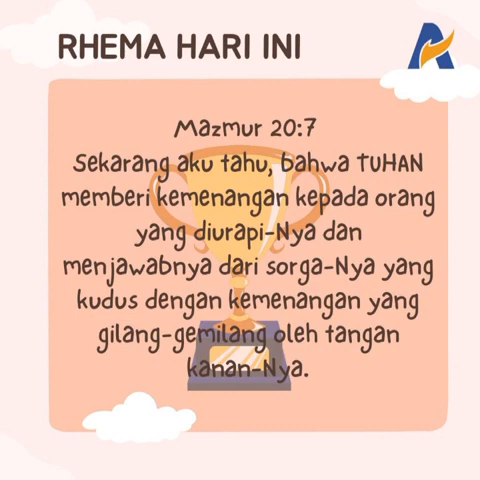 RHEMA HARI INI
Mazmur 20:7
Sekarang aku tahu, bahwa TUHAN
memberi kemenangan kepada orang
yang diurapi-Nya dan
menjawabnya dari sorga-Nya yang
kudus dengan kemenangan yang
gilang-gemilang oleh tangan
kanan-Nya.